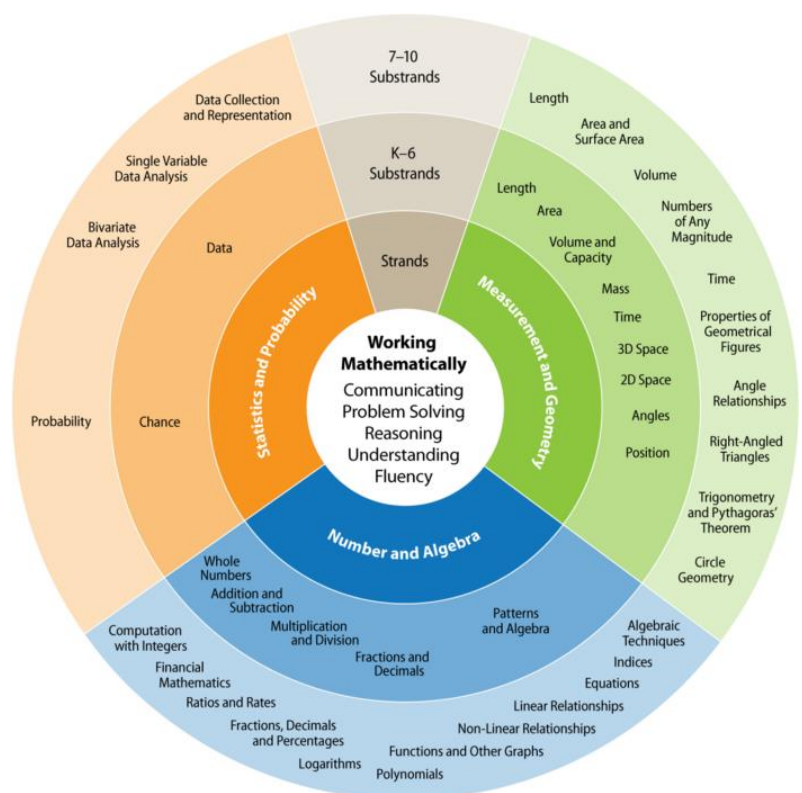 7–10
Substrands
K–6
Substrands
Strands
Working
Mathematically
Communicating
Problem Solving
Reasoning
Understanding
Fluency
Statistics and Probability
Data
Chance
Data Collection
and Representation
Single Variable
Data Analysis
Bivariate
Data Analysis
Probability
Measurement and Geometry
Length
Area
Volume and
Capacity
Mass
Time
3D Space
2D Space
Angles
Position
Length
Area and
Surface Area
Volume
Numbers
of Any
Magnitude
Time
Properties of
Geometrical
Figures
Angle
Relationships
Right-Angled
Triangles
Trigonometry
and Pythagoras’
Theorem
Circle
Geometry
Number and Algebra
Whole
Numbers
Addition and
Subtraction
Multiplication
and Division
Fractions and
Decimals
Patterns
and Algebra
Computation
with Integers
Financial
Mathematics
Ratios and Rates
Fractions, Decimals
and Percentages
Logarithms
Polynomials
Functions and Other Graphs
Non-Linear Relationships
Linear Relationships
Equations
Indices
Algebraic
Techniques